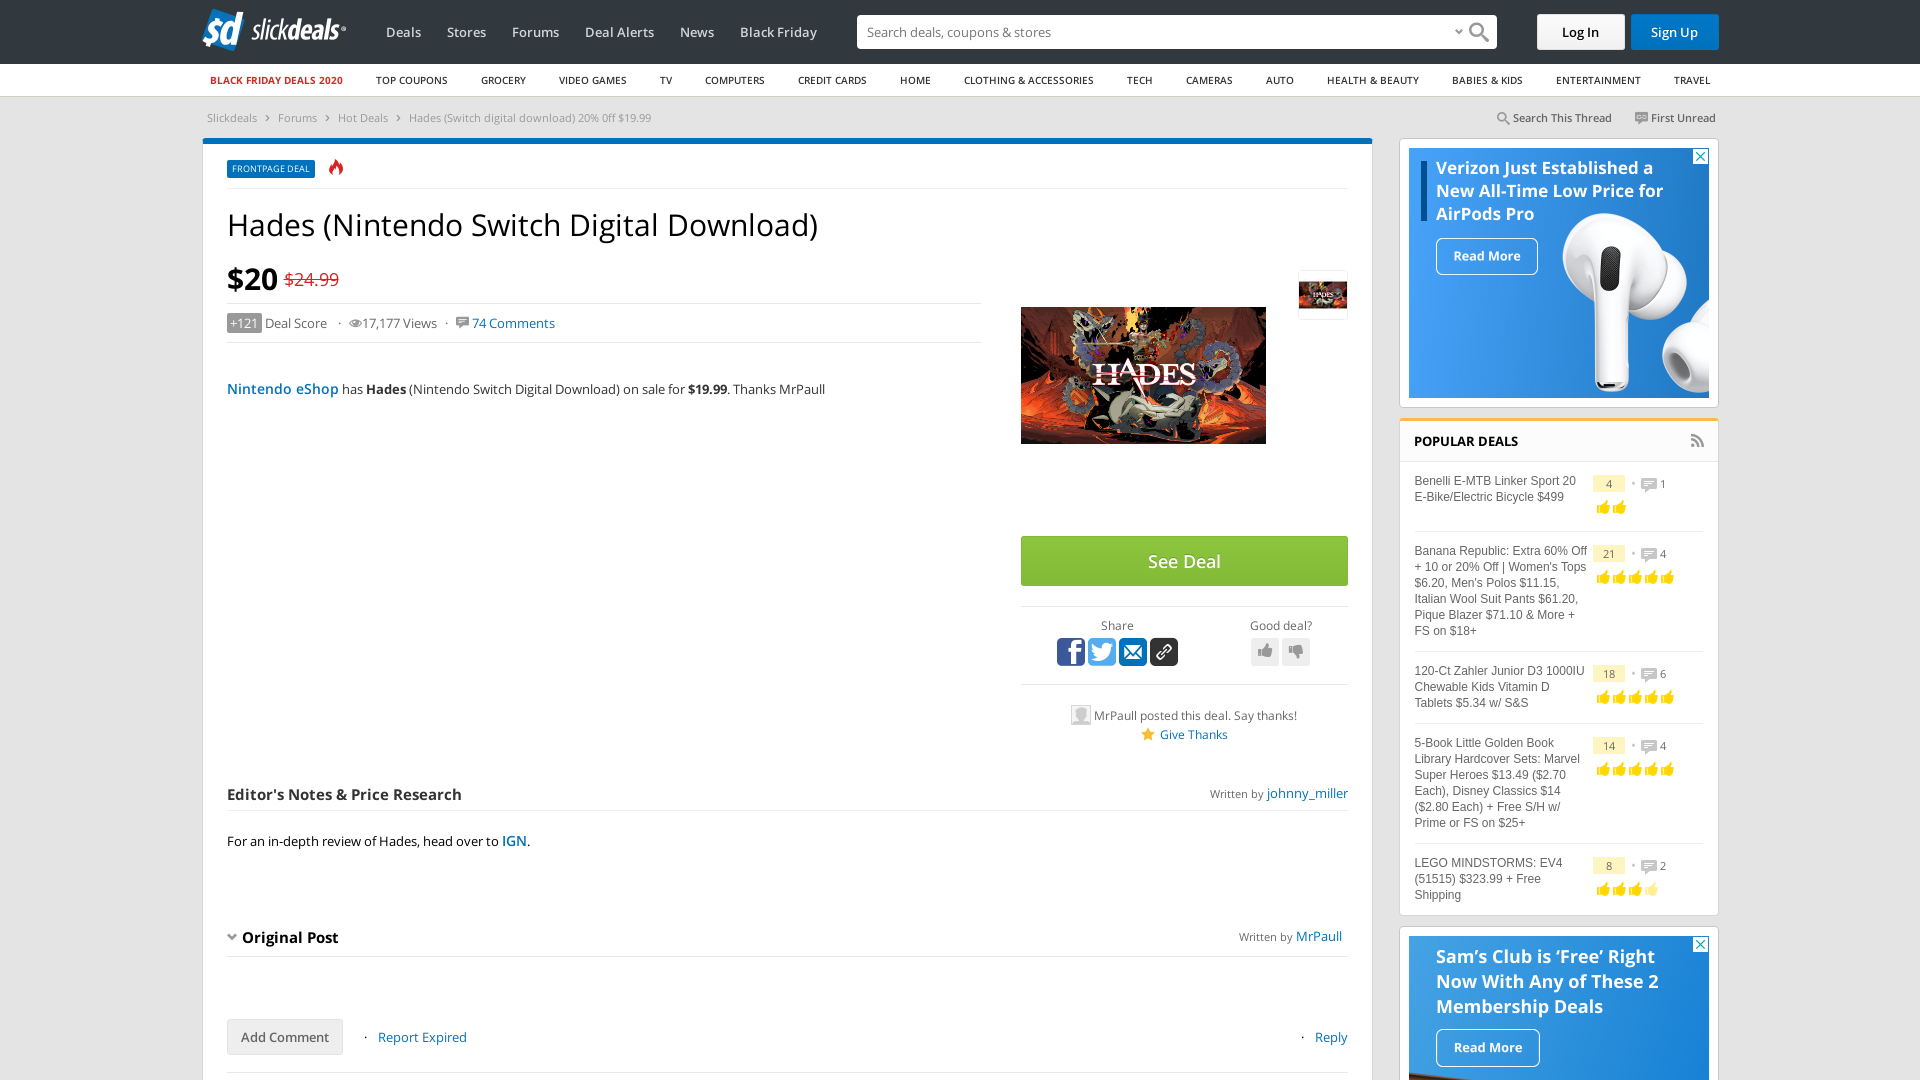 sd slickdeals
Deals Stores Forums Deal Alerts News Black Friday
Search deals, coupons & shops
Log In Sign Up
BLACK FRIDAY DEALS 2020 TOP COUPONS GROCERY VIDEO GAMES TV COMPUTERS CREDIT CARDS HOME CLOTHING & ACCESSORIES TECH CAMERAS AUTO HEALTH & BEAUTY BABIES & KIDS ENTERTAINMENT TRAVEL
Slickdeals › Forums › Hot Deals › Hades (Switch digital download) 20% 0ff $19.99
Search This Thread First Unread
FRONTPAGE DEAL
Hades (Nintendo Switch Digital Download)
$20 $24.99
+121 Deal Score · 17,177 Views · 74 Comments
Nintendo eShop has Hades (Nintendo Switch Digital Download) on sale for $19.99. Thanks MrPaull
HADES
HADES
See Deal
Share
Good deal?
MrPaull posted this deal. Say thanks!
Give Thanks
Editor's Notes & Price Research
Written by johnny_miller
For an in-depth review of Hades, head over to IGN.
Original Post
Written by MrPaull
Add Comment · Report Expired
· Reply
Verizon Just Established a
New All-Time Low Price for
AirPods Pro
Read More
POPULAR DEALS
Benelli E-MTB Linker Sport 20
E-Bike/Electric Bicycle $499
4 • 1
Banana Republic: Extra 60% Off
+ 10 or 20% Off | Women's Tops
$6.20, Men's Polos $11.15,
Italian Wool Suit Pants $61.20,
Pique Blazer $71.10 & More +
FS on $18+
21 • 4
120-Ct Zahler Junior D3 1000IU
Chewable Kids Vitamin D
Tablets $5.34 w/ S&S
18 • 6
5-Book Little Golden Book
Library Hardcover Sets: Marvel
Super Heroes $13.49 ($2.70
Each), Disney Classics $14
($2.80 Each) + Free S/H w/
Prime or FS on $25+
14 • 4
LEGO MINDSTORMS: EV4
(51515) $323.99 + Free
Shipping
8 • 2
Sam's Club is 'Free' Right
Now With Any of These 2
Membership Deals
Read More